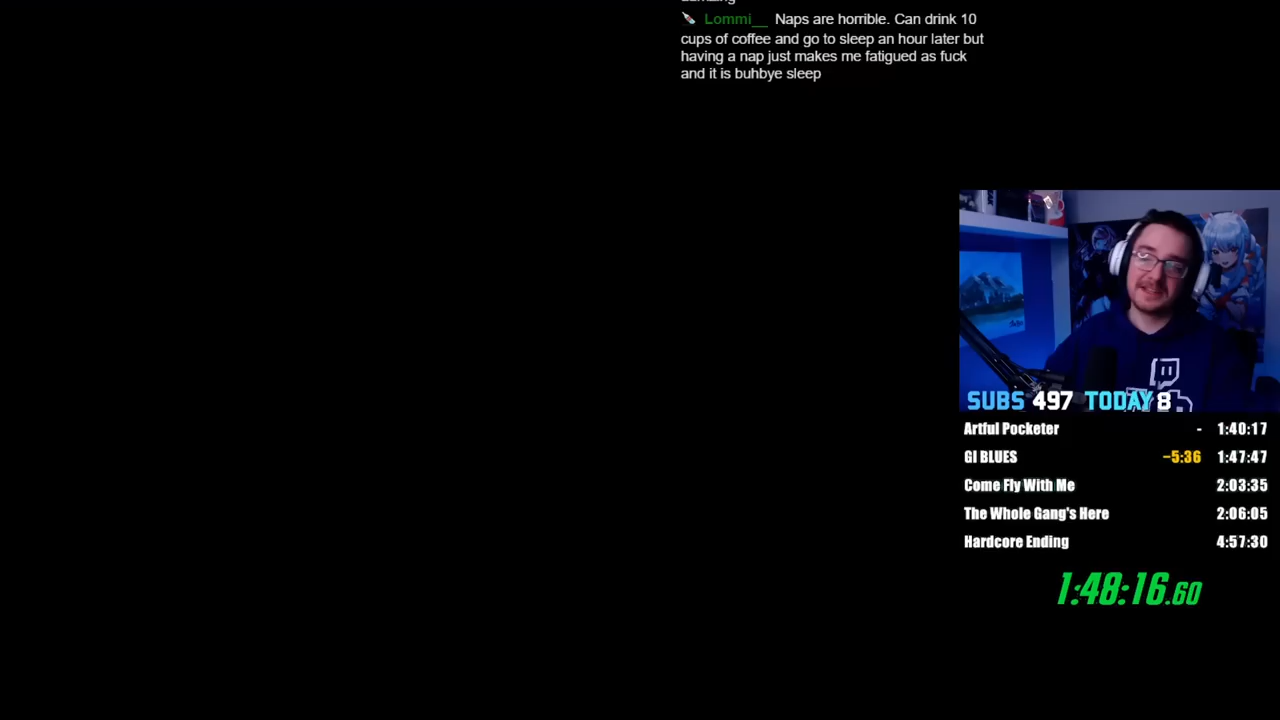 Lommi__ Naps are horrible. Can drink 10
cups of coffee and go to sleep an hour later but
having a nap just makes me fatigued as fuck
and it is buhbye sleep
SUBS 497 TODAY 8
Artful Pocketer - 1:40:17
GI BLUES -5:36 1:47:47
Come Fly With Me 2:03:35
The Whole Gang's Here 2:06:05
Hardcore Ending 4:57:30
1:48:16.60